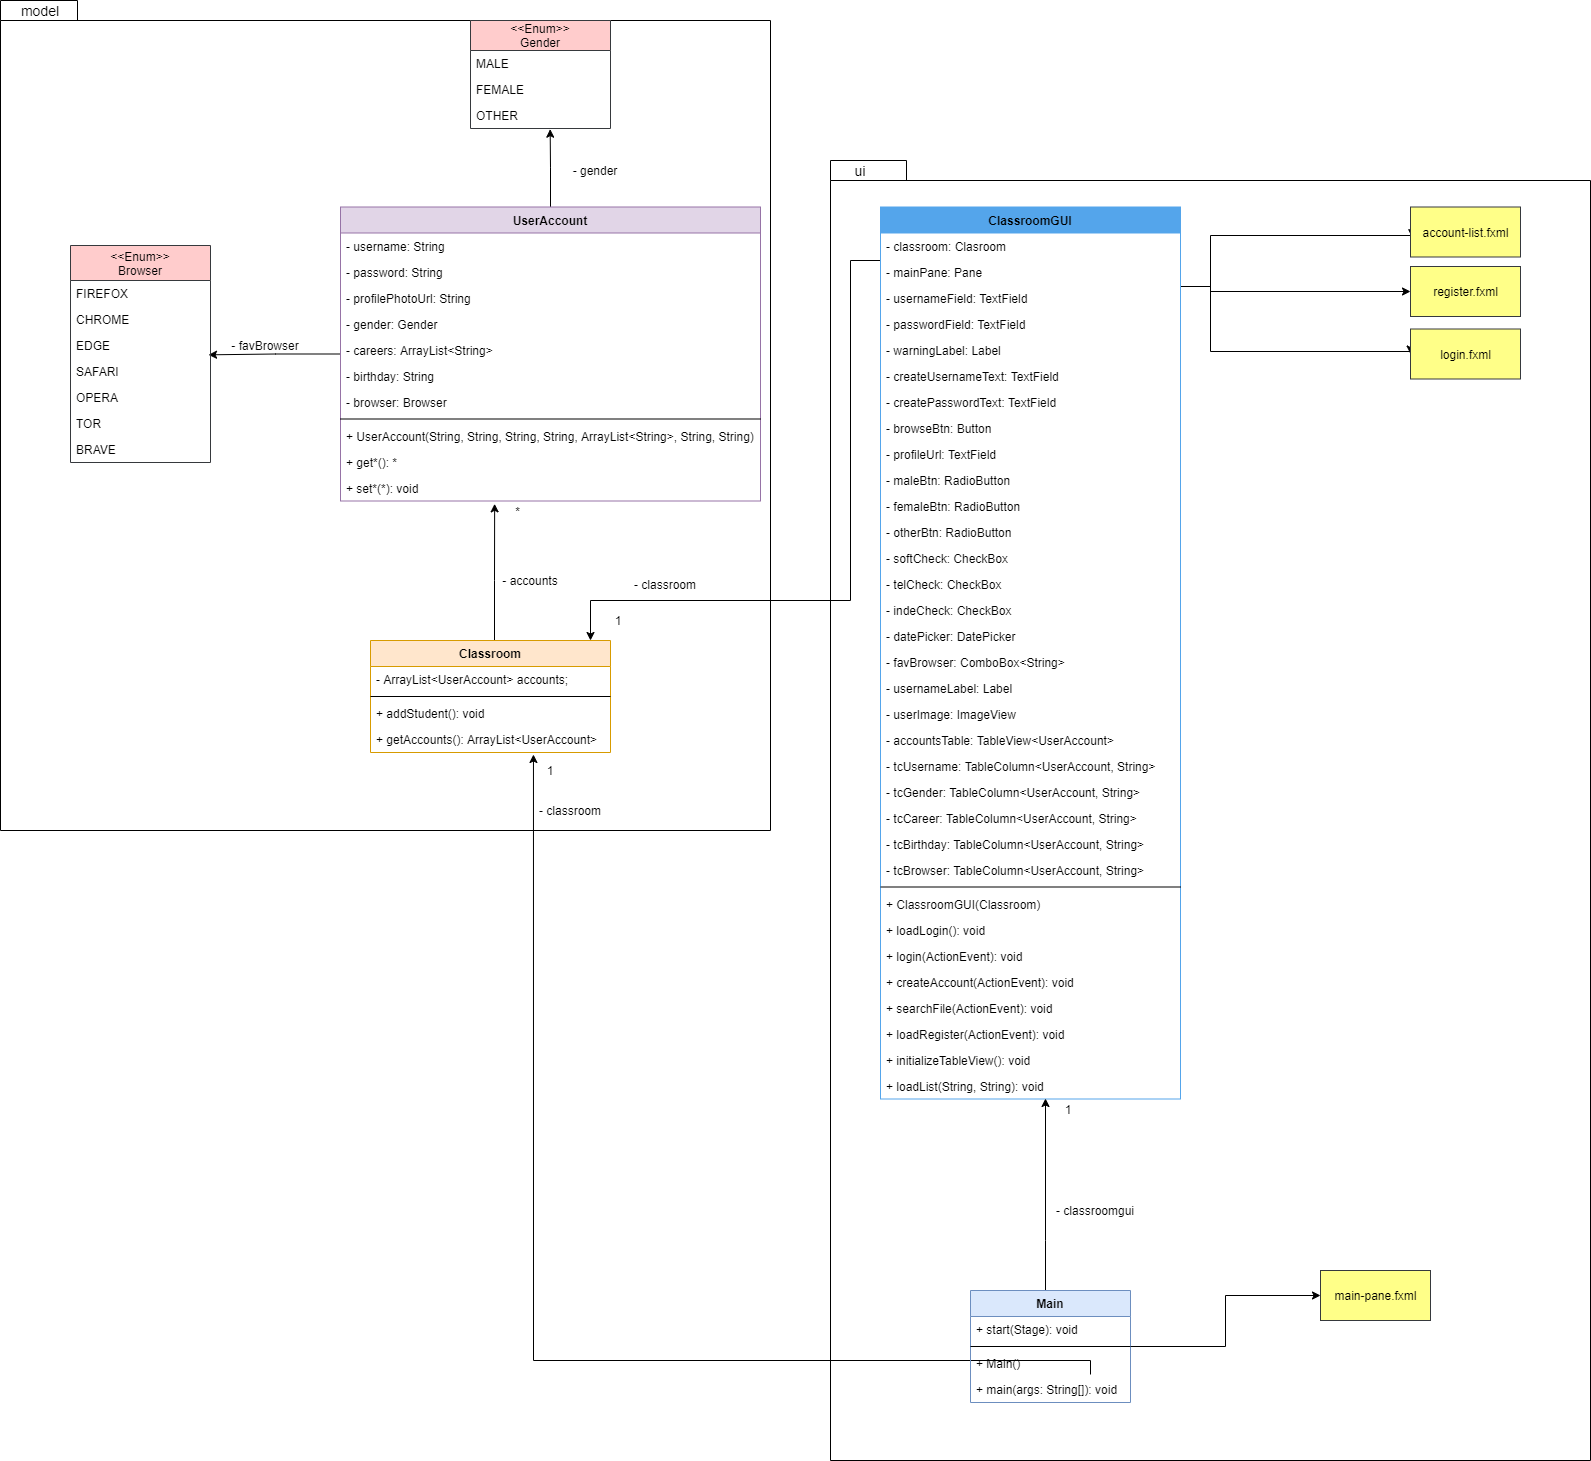 model
<<Enum>>
Gender
MALE
FEMALE
OTHER
- gender
UserAccount
- username: String
- password: String
- profilePhotoUrl: String
- gender: Gender
- careers: ArrayList<String>
- birthday: String
- browser: Browser
+ UserAccount(String, String, String, String, ArrayList<String>, String, String)
+ get*(): *
+ set*(*): void
<<Enum>>
Browser
FIREFOX
CHROME
EDGE
SAFARI
OPERA
TOR
BRAVE
- favBrowser
*
- accounts
- classroom
1
Classroom
- ArrayList<UserAccount> accounts;
+ addStudent(): void
+ getAccounts(): ArrayList<UserAccount>
1
- classroom
ui
ClassroomGUI
- classroom: Clasroom
- mainPane: Pane
- usernameField: TextField
- passwordField: TextField
- warningLabel: Label
- createUsernameText: TextField
- createPasswordText: TextField
- browseBtn: Button
- profileUrl: TextField
- maleBtn: RadioButton
- femaleBtn: RadioButton
- otherBtn: RadioButton
- softCheck: CheckBox
- telCheck: CheckBox
- indeCheck: CheckBox
- datePicker: DatePicker
- favBrowser: ComboBox<String>
- usernameLabel: Label
- userImage: ImageView
- accountsTable: TableView<UserAccount>
- tcUsername: TableColumn<UserAccount, String>
- tcGender: TableColumn<UserAccount, String>
- tcCareer: TableColumn<UserAccount, String>
- tcBirthday: TableColumn<UserAccount, String>
- tcBrowser: TableColumn<UserAccount, String>
+ ClassroomGUI(Classroom)
+ loadLogin(): void
+ login(ActionEvent): void
+ createAccount(ActionEvent): void
+ searchFile(ActionEvent): void
+ loadRegister(ActionEvent): void
+ initializeTableView(): void
+ loadList(String, String): void
account-list.fxml
register.fxml
login.fxml
1
- classroomgui
Main
+ start(Stage): void
+ Main()
+ main(args: String[]): void
main-pane.fxml